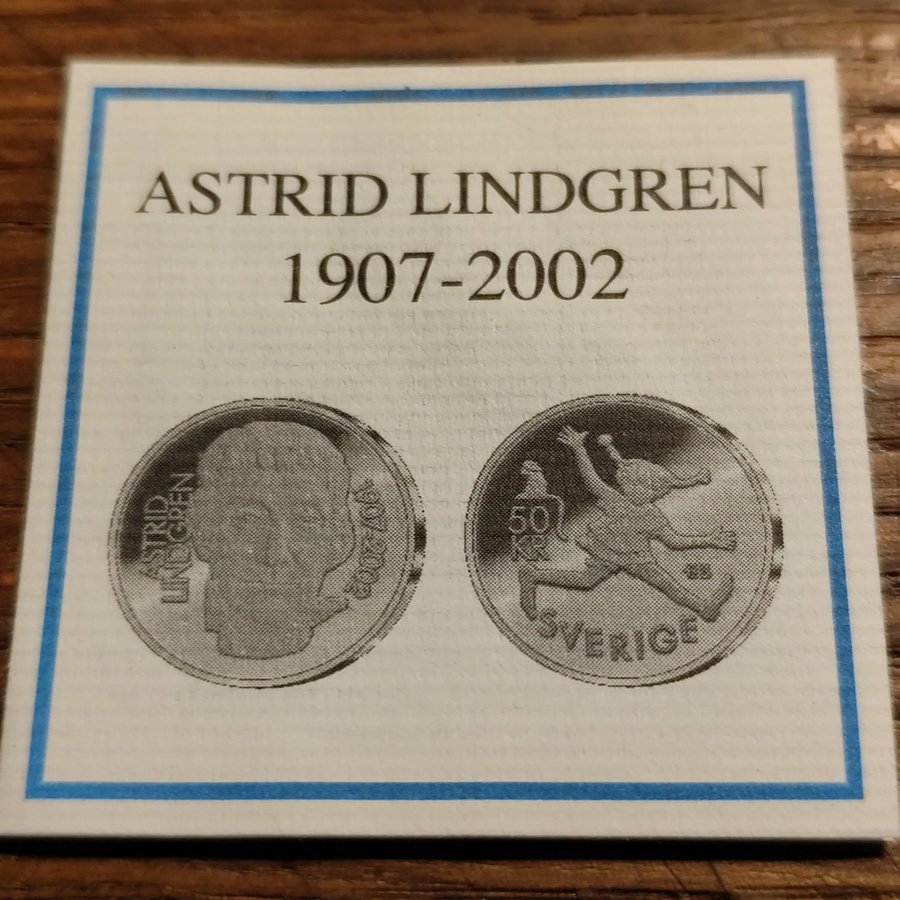 ASTRID LINDGREN
1907-2002
ASTRID
LINDGREN
1907-2002
50
KR
SVERIGE